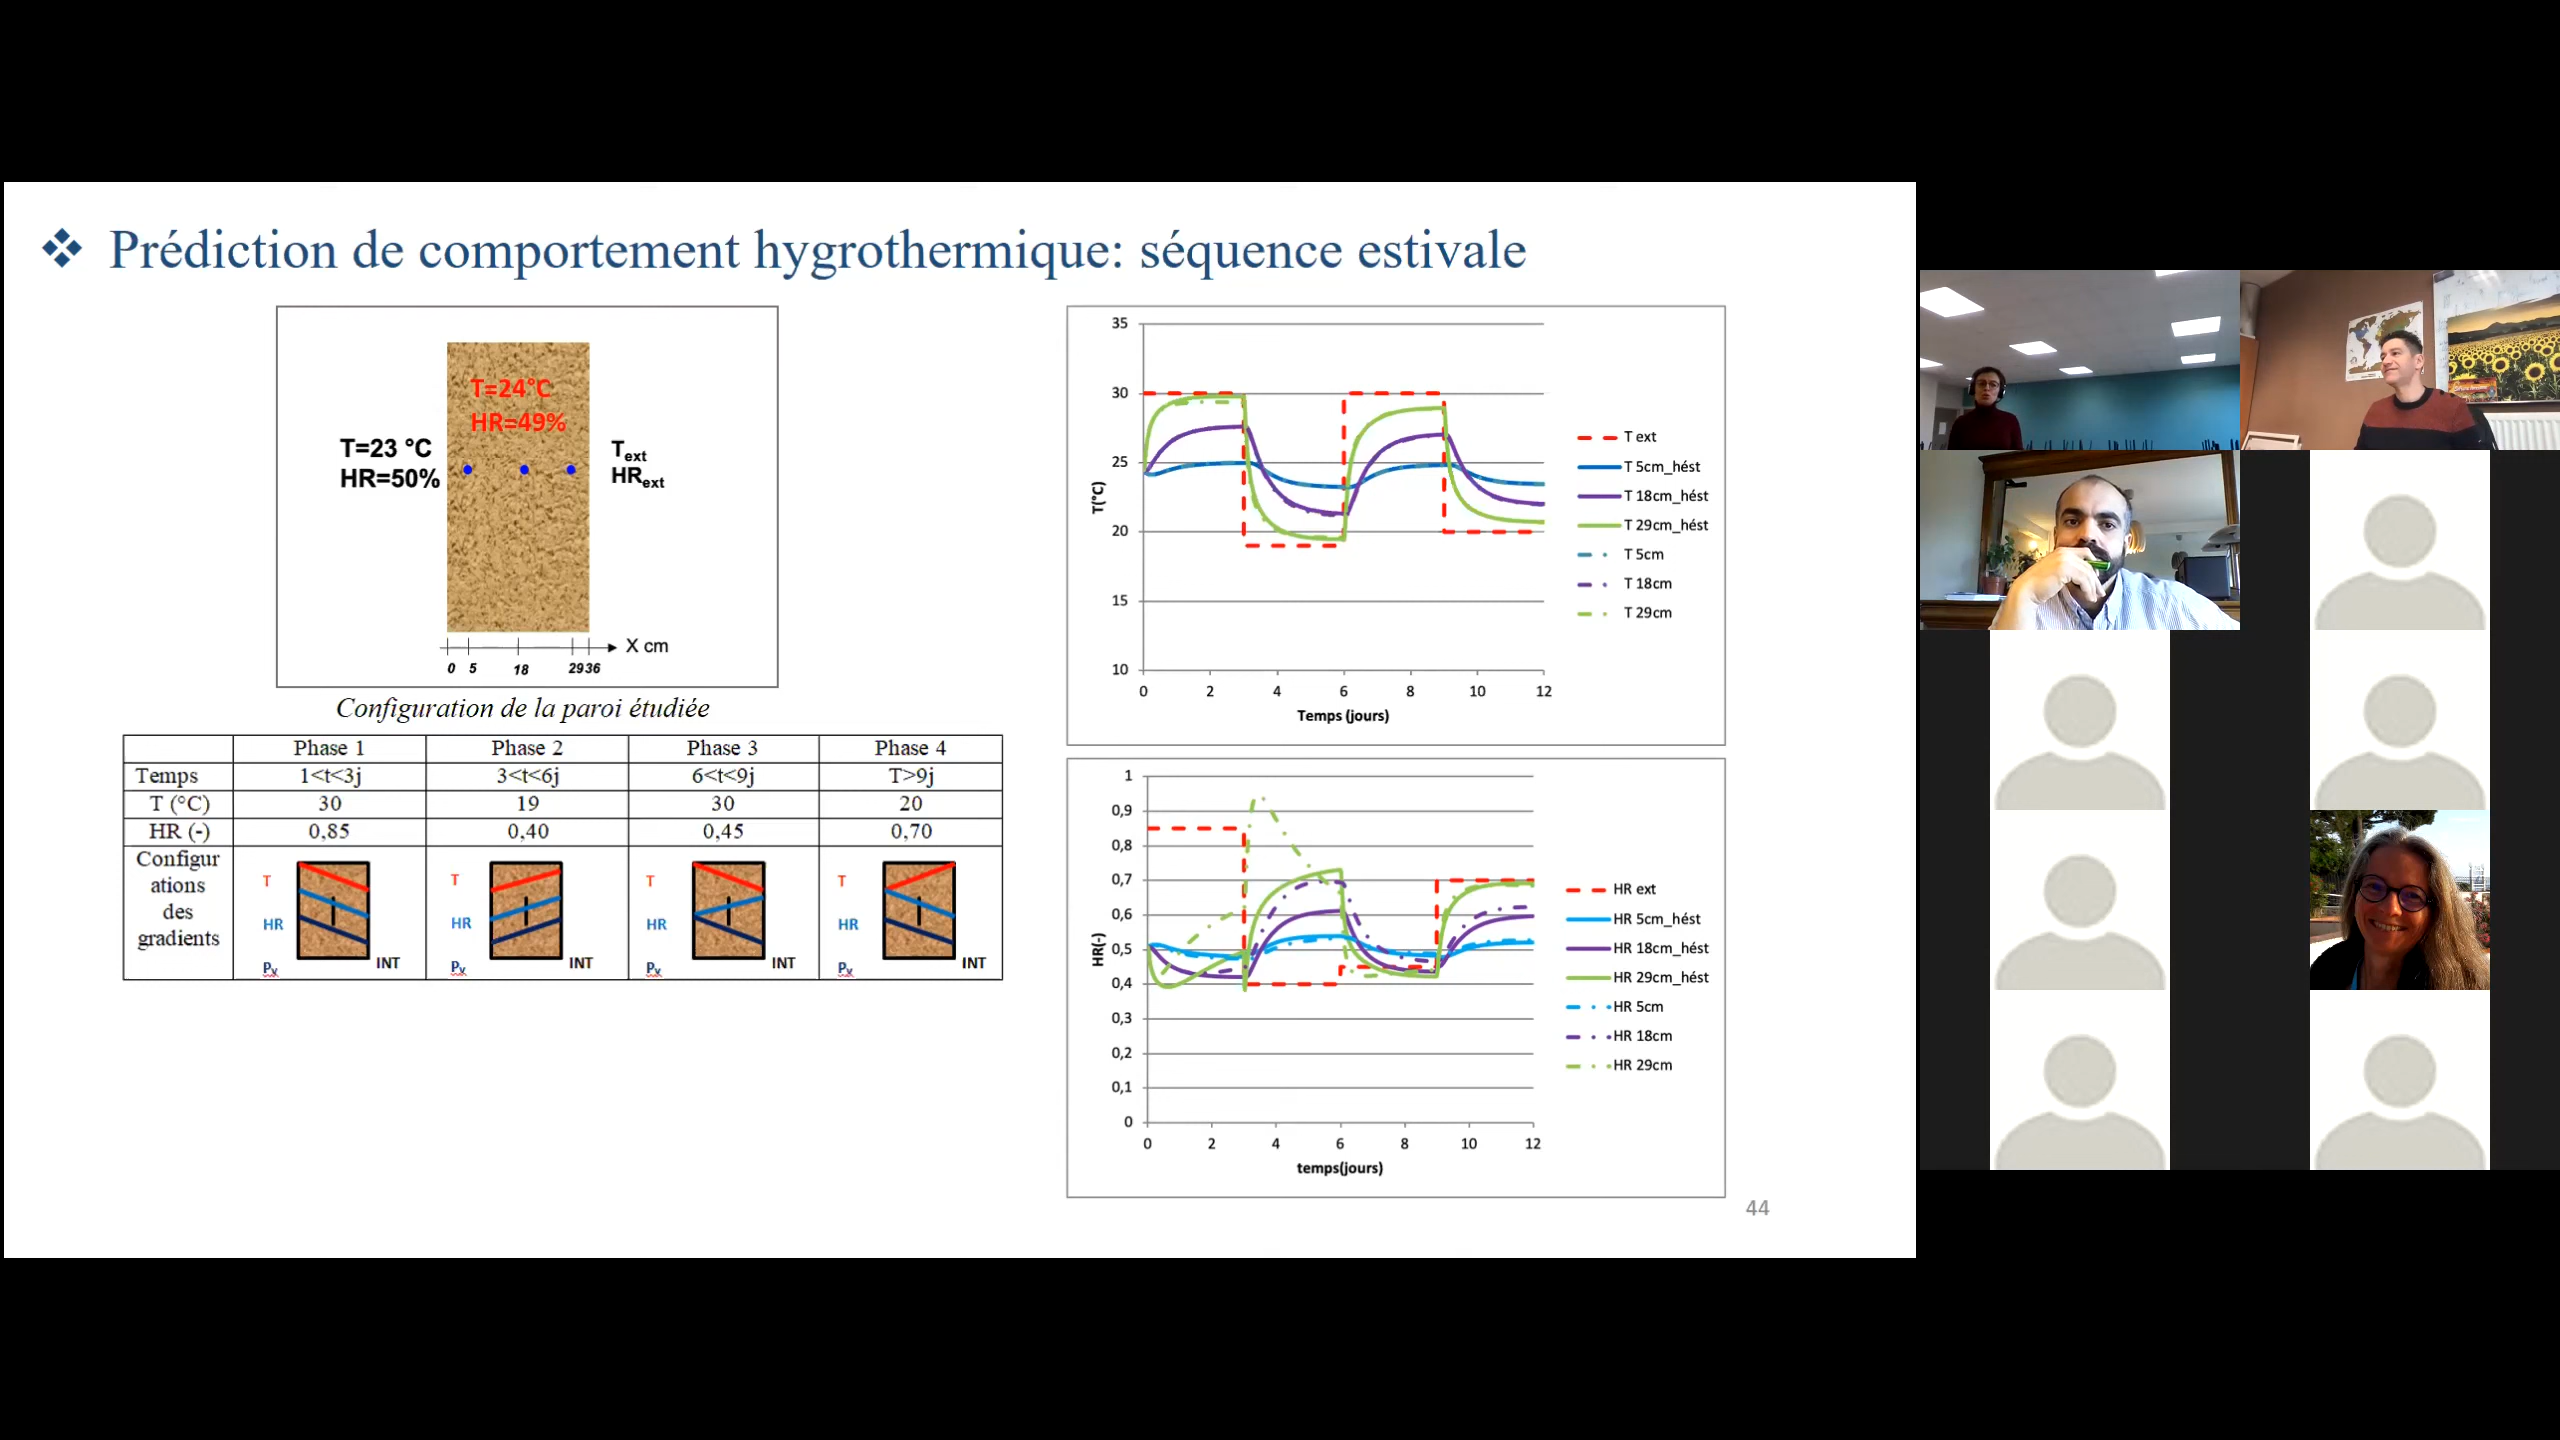 ❖ Prédiction de comportement hygrothermique: séquence estivale
T=24°C
HR=49%
T=23 °C
HR=50%
Text
HRext
X cm
0 5 18 29 36
Configuration de la paroi étudiée
Phase 1 Phase 2 Phase 3 Phase 4
Temps 1<t<3j 3<t<6j 6<t<9j T>9j
T (°C) 30 19 30 20
HR (-) 0,85 0,40 0,45 0,70
Configur
ations
des
gradients
T HR Pv INT
T HR Pv INT
T HR Pv INT
T HR Pv INT
35
30
25
20
15
10
T(°C)
0 2 4 6 8 10 12
Temps (jours)
T ext
T 5cm_hést
T 18cm_hést
T 29cm_hést
T 5cm
T 18cm
T 29cm
1
0,9
0,8
0,7
0,6
0,5
0,4
0,3
0,2
0,1
0
HR(-)
0 2 4 6 8 10 12
temps(jours)
HR ext
HR 5cm_hést
HR 18cm_hést
HR 29cm_hést
HR 5cm
HR 18cm
HR 29cm
44